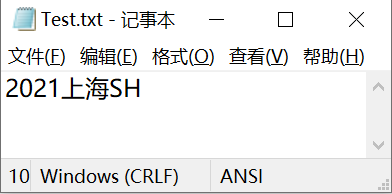 Test.txt - 记事本
文件(F) 编辑(E) 格式(O) 查看(V) 帮助(H)
2021上海SH
10 Windows (CRLF) ANSI